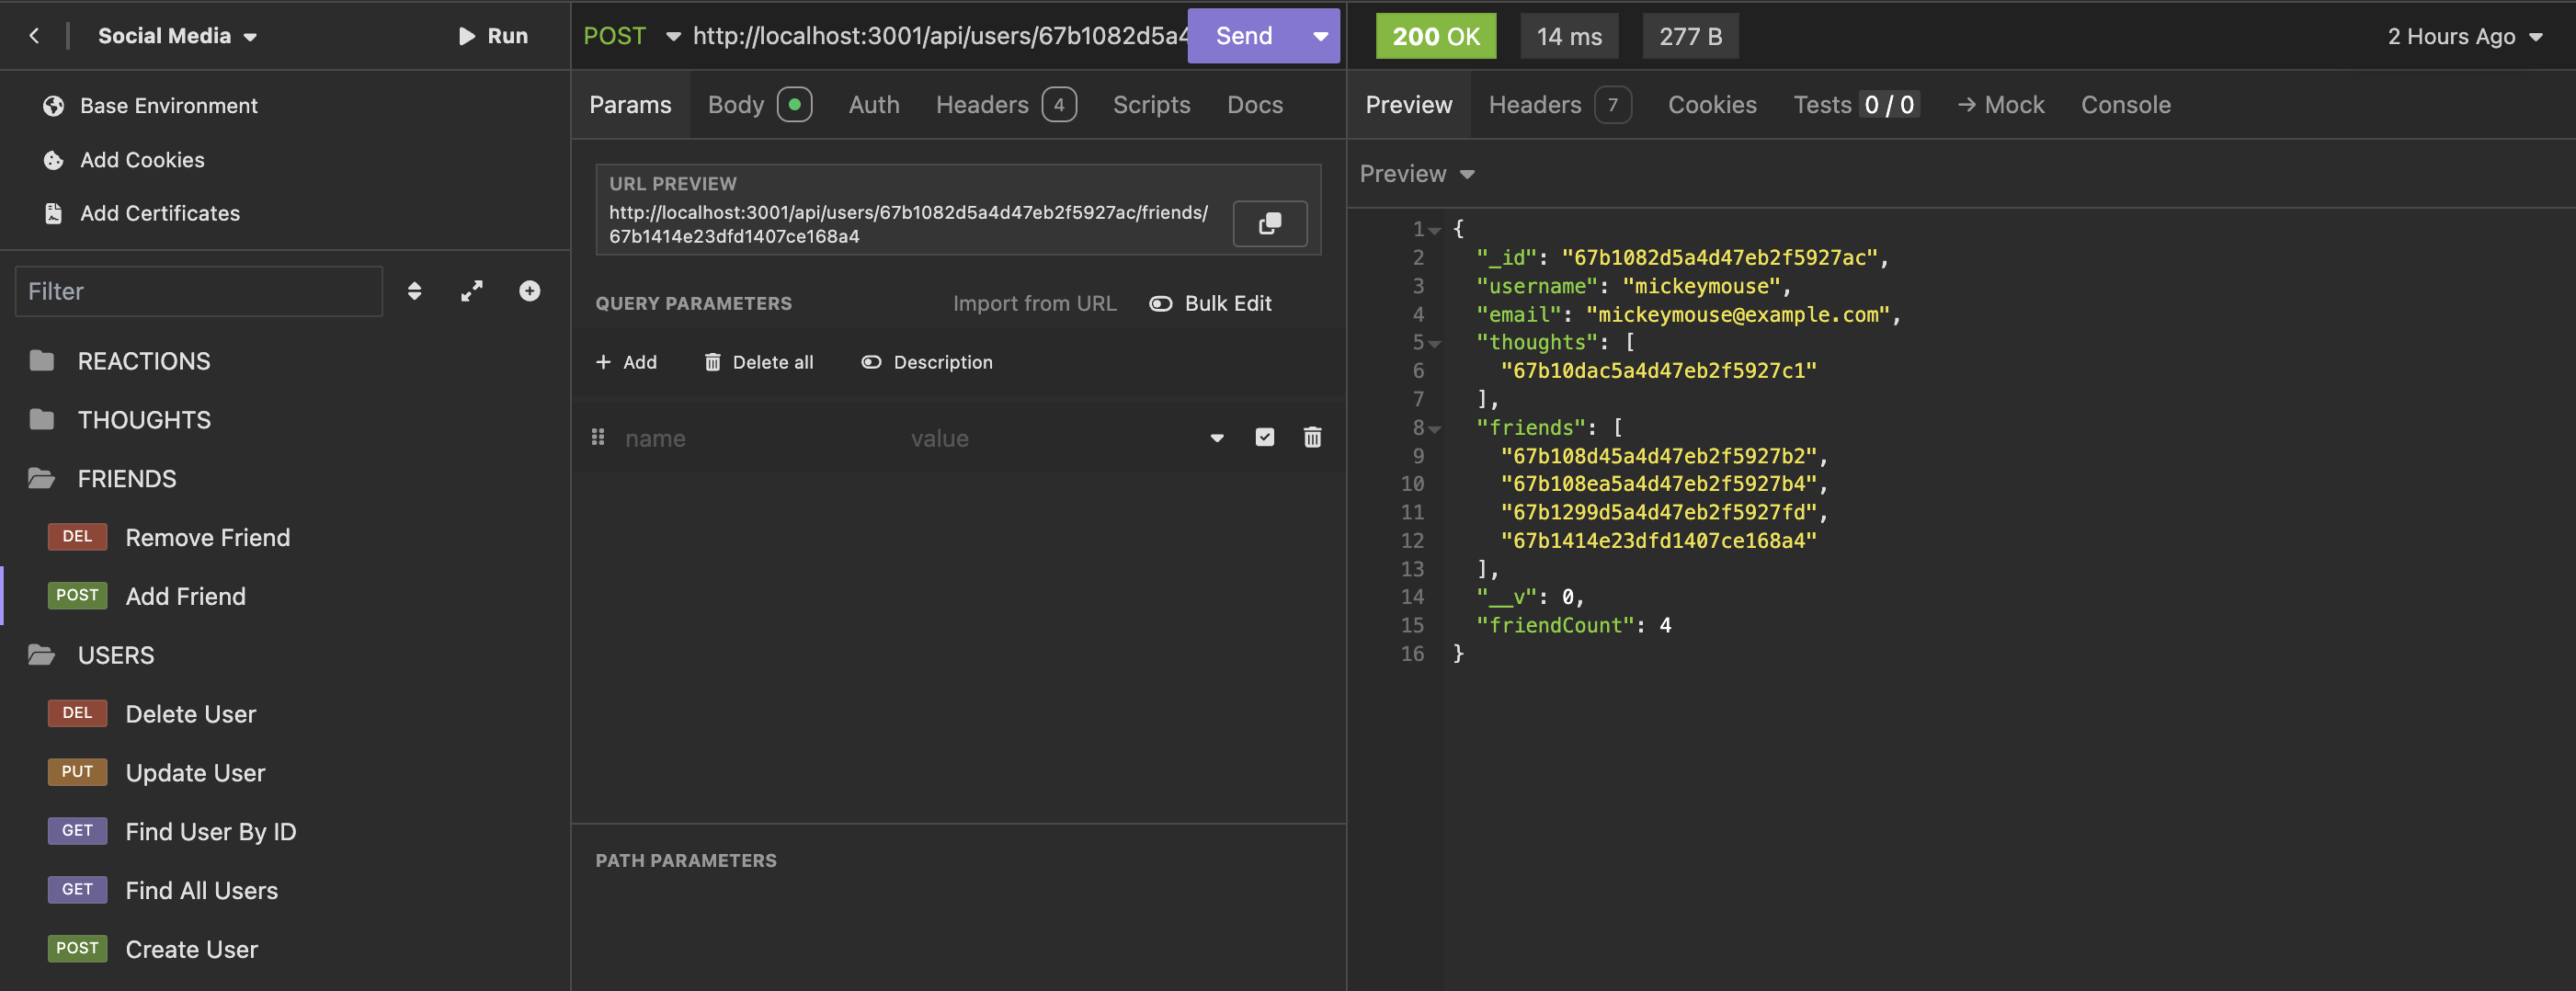 Social Media
Run
Base Environment
Add Cookies
Add Certificates
Filter
REACTIONS
THOUGHTS
FRIENDS
DEL Remove Friend
POST Add Friend
USERS
DEL Delete User
PUT Update User
GET Find User By ID
GET Find All Users
POST Create User
POST http://localhost:3001/api/users/67b1082d5a4 Send
Params Body Auth Headers 4 Scripts Docs
URL PREVIEW
http://localhost:3001/api/users/67b1082d5a4d47eb2f5927ac/friends/
67b1414e23dfd1407ce168a4
QUERY PARAMETERS Import from URL Bulk Edit
+ Add Delete all Description
name value
PATH PARAMETERS
200 OK 14 ms 277 B 2 Hours Ago
Preview Headers 7 Cookies Tests 0 / 0 → Mock Console
Preview
1 {
2 "_id": "67b1082d5a4d47eb2f5927ac",
3 "username": "mickeymouse",
4 "email": "mickeymouse@example.com",
5 "thoughts": [
6 "67b10dac5a4d47eb2f5927c1"
7 ],
8 "friends": [
9 "67b108d45a4d47eb2f5927b2",
10 "67b108ea5a4d47eb2f5927b4",
11 "67b1299d5a4d47eb2f5927fd",
12 "67b1414e23dfd1407ce168a4"
13 ],
14 "__v": 0,
15 "friendCount": 4
16 }